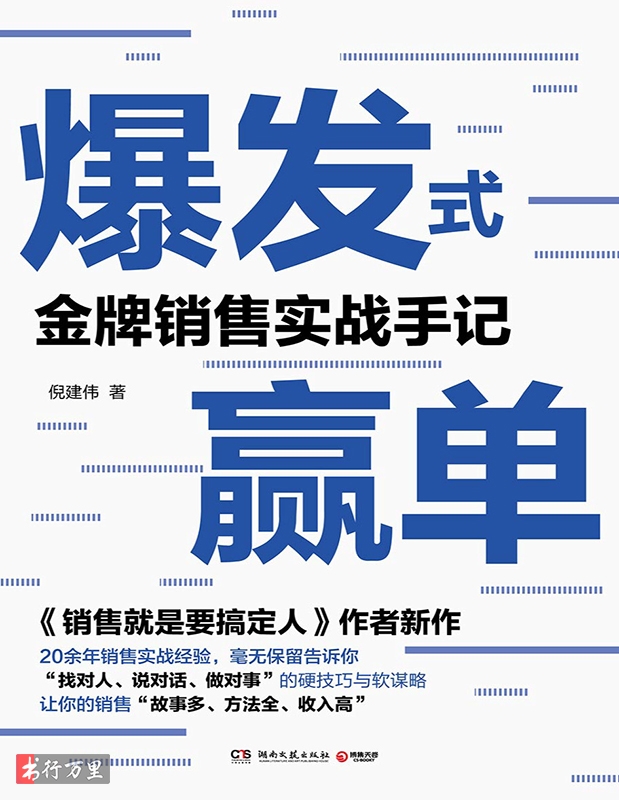 爆发式
金牌销售实战手记
倪建伟 著
赢单
《销售就是要搞定人》作者新作
20余年销售实战经验，毫无保留告诉你
“找对人、说对话、做对事”的硬技巧与软谋略
让你的销售“故事多、方法全、收入高”
湖南文艺出版社
博集天卷
CS-BOOKY
书行万里